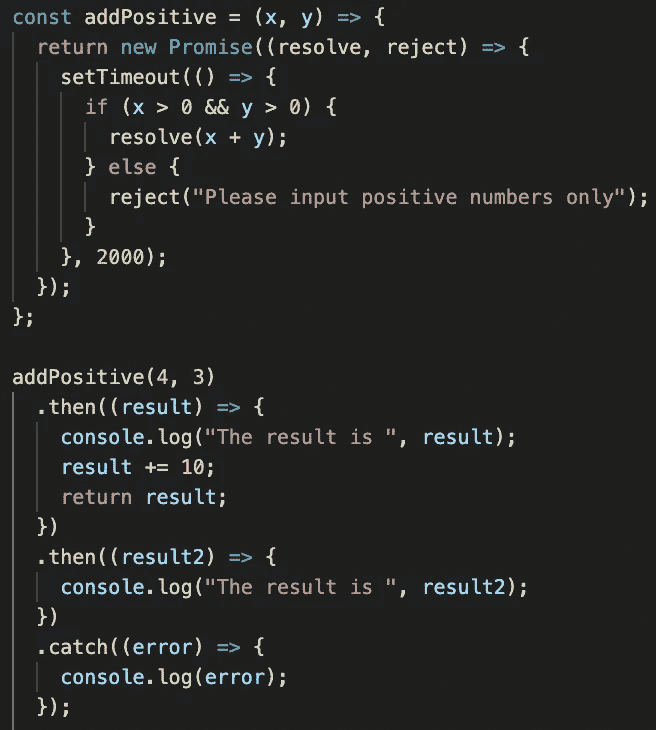 const addPositive = (x, y) => {
  return new Promise((resolve, reject) => {
    setTimeout(() => {
      if (x > 0 && y > 0) {
        resolve(x + y);
      } else {
        reject("Please input positive numbers only");
      }
    }, 2000);
  });
};

addPositive(4, 3)
  .then((result) => {
    console.log("The result is ", result);
    result += 10;
    return result;
  })
  .then((result2) => {
    console.log("The result is ", result2);
  })
  .catch((error) => {
    console.log(error);
  });